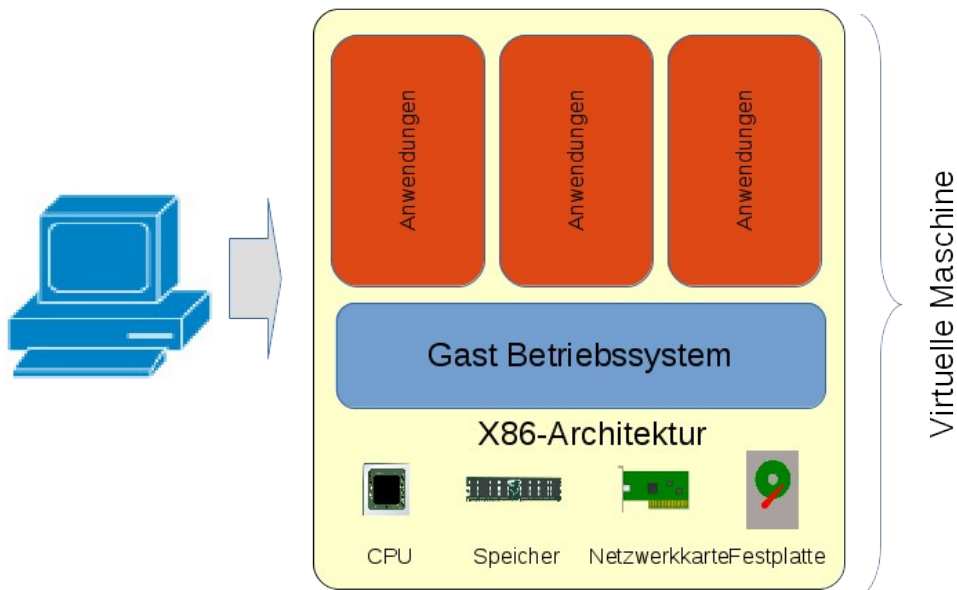 Anwendungen
Anwendungen
Anwendungen
Gast Betriebssystem
X86-Architektur
CPU
Speicher
Netzwerkkarte
Festplatte
Virtuelle Maschine